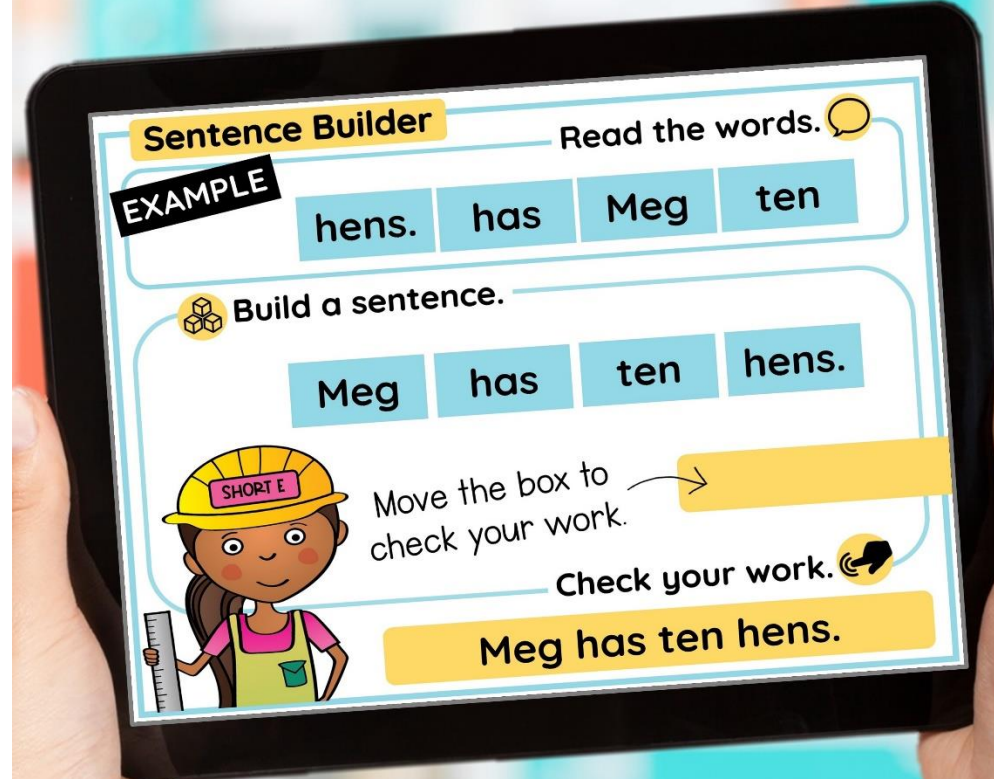 Sentence Builder
Read the words.
EXAMPLE
hens. has Meg ten
Build a sentence.
Meg has ten hens.
SHORT E
Move the box to
check your work.
Check your work.
Meg has ten hens.